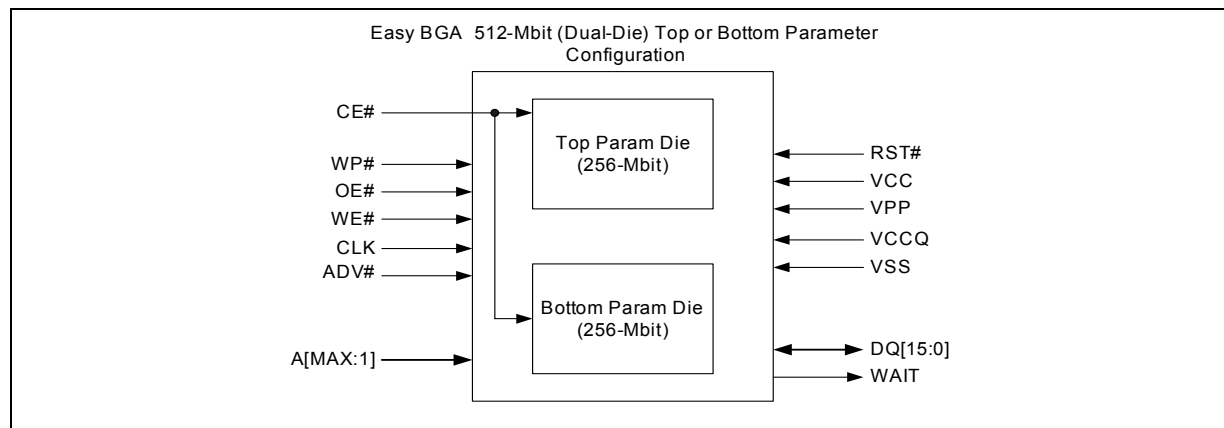 Easy BGA 512-Mbit (Dual-Die) Top or Bottom Parameter
Configuration
CE#
WP#
OE#
WE#
CLK
ADV#
A[MAX:1]
Top Param Die
(256-Mbit)
Bottom Param Die
(256-Mbit)
RST#
VCC
VPP
VCCQ
VSS
DQ[15:0]
WAIT